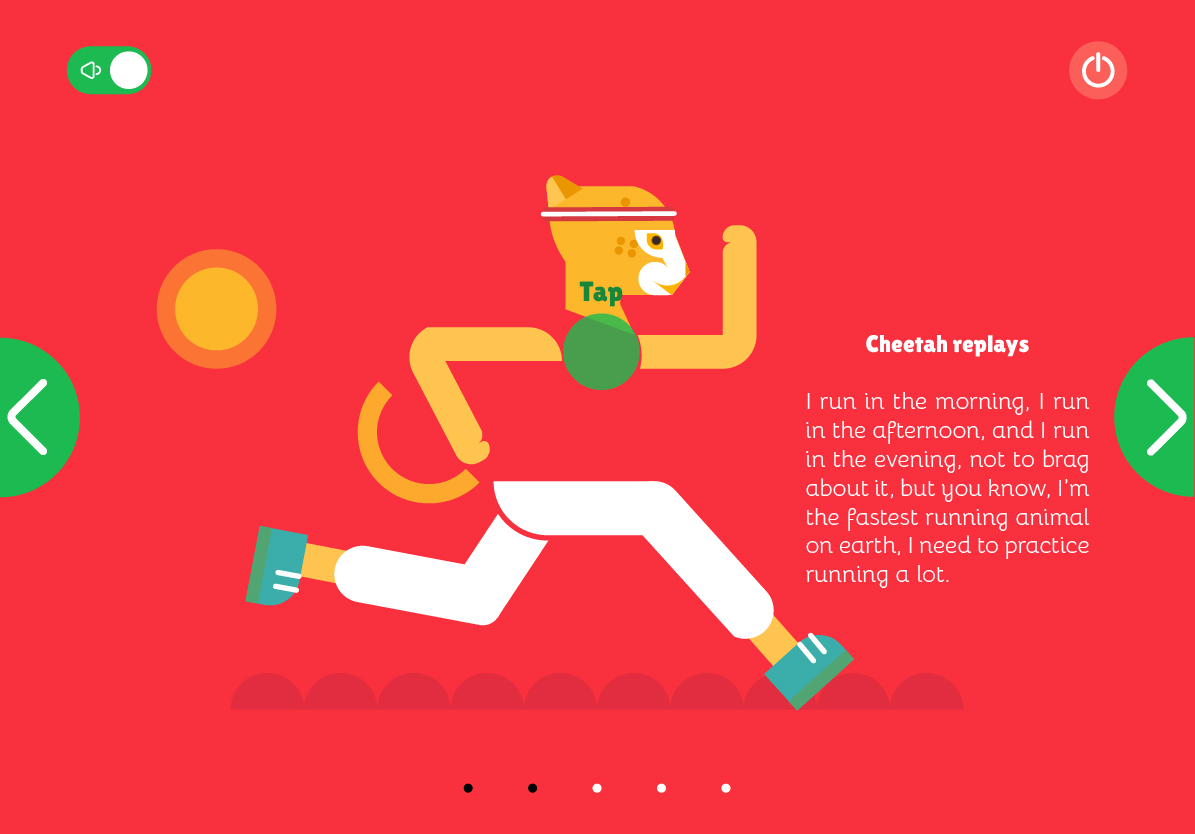 Tap
Cheetah replays
I run in the morning, I run
in the afternoon, and I run
in the evening, not to brag
about it, but you know, I'm
the fastest running animal
on earth, I need to practice
running a lot.